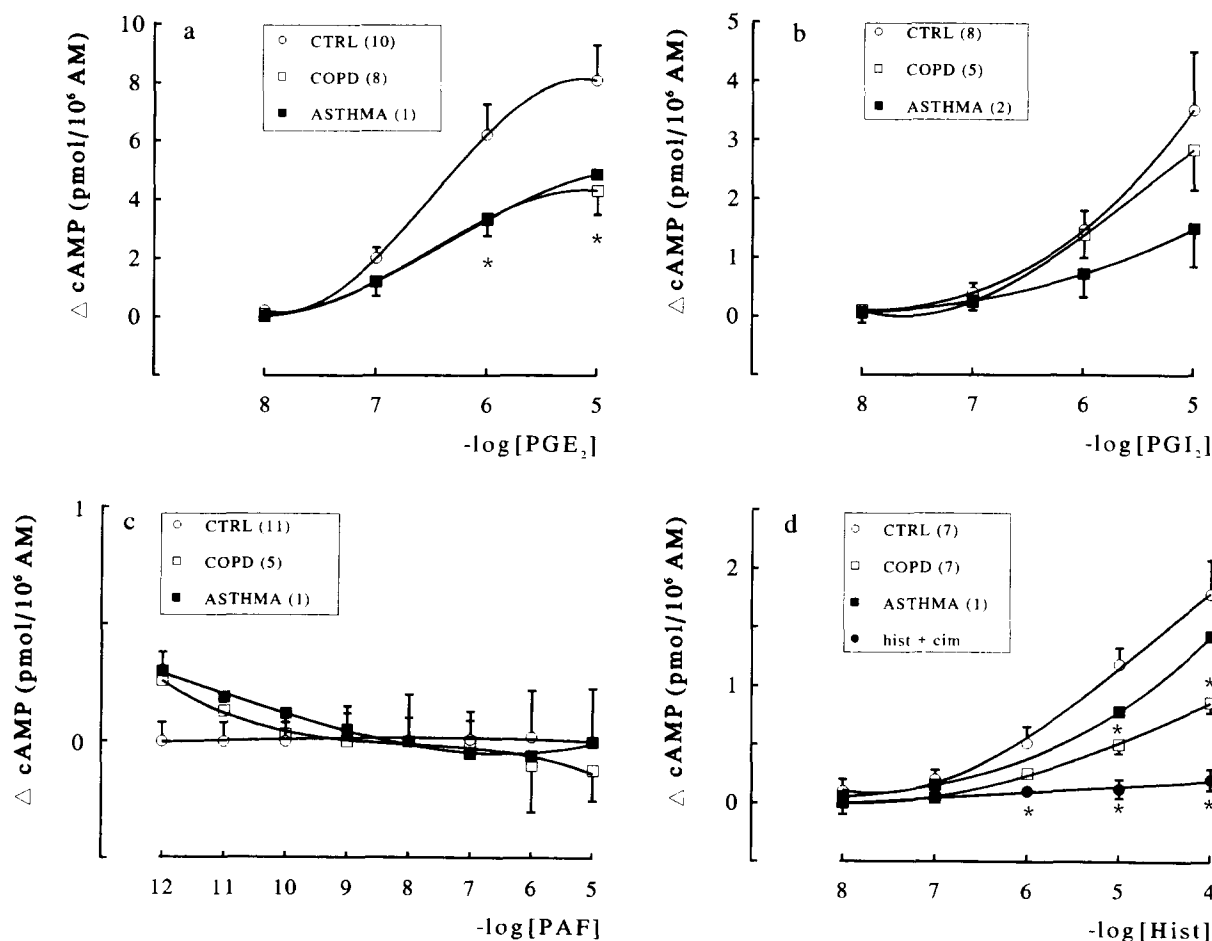 a
CTRL (10)
COPD (8)
ASTHMA (1)
10
8
6
4
2
0
△ cAMP (pmol/10⁶ AM)
8 7 6 5
-log[PGE₂]
b
CTRL (8)
COPD (5)
ASTHMA (2)
5
4
3
2
1
0
△ cAMP (pmol/10⁶ AM)
8 7 6 5
-log[PGI₂]
c
CTRL (11)
COPD (5)
ASTHMA (1)
1
0
△ cAMP (pmol/10⁶ AM)
12 11 10 9 8 7 6 5
-log[PAF]
d
CTRL (7)
COPD (7)
ASTHMA (1)
hist + cim
2
1
0
△ cAMP (pmol/10⁶ AM)
8 7 6 5 4
-log[Hist]